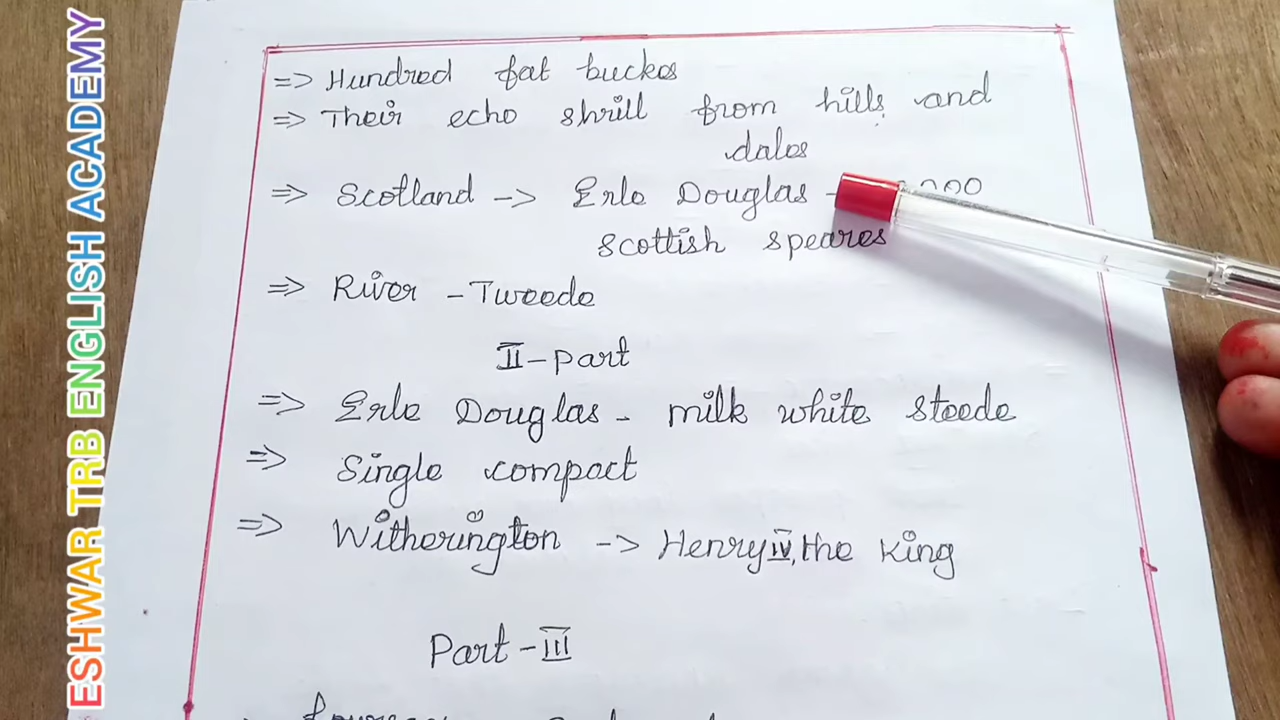 ESHWAR TRB ENGLISH ACADEMY
=> Hundred fat buckes
=> Their echo shrill from hills and
dales
=> Scotland -> Erle Douglas -
Scottish speares
=> River - Tweede
II - part
=> Erle Douglas - milk white steede
=> Single compact
=> Witherington -> Henry IV, the King
Part - III